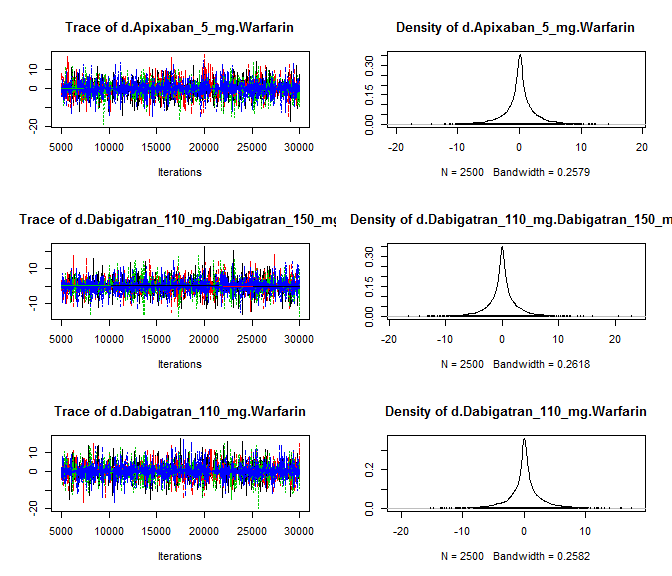 Trace of d.Apixaban_5_mg.Warfarin
10
0
-20
5000 10000 15000 20000 25000 30000
Iterations
Density of d.Apixaban_5_mg.Warfarin
0.30
0.15
0.00
-20 -10 0 10 20
N = 2500 Bandwidth = 0.2579
Trace of d.Dabigatran_110_mg.Dabigatran_150_mg
10
-10
5000 10000 15000 20000 25000 30000
Iterations
Density of d.Dabigatran_110_mg.Dabigatran_150_m
0.30
0.15
0.00
-20 -10 0 10 20
N = 2500 Bandwidth = 0.2618
Trace of d.Dabigatran_110_mg.Warfarin
10
0
-20
5000 10000 15000 20000 25000 30000
Iterations
Density of d.Dabigatran_110_mg.Warfarin
0.2
0.0
-20 -10 0 10
N = 2500 Bandwidth = 0.2582